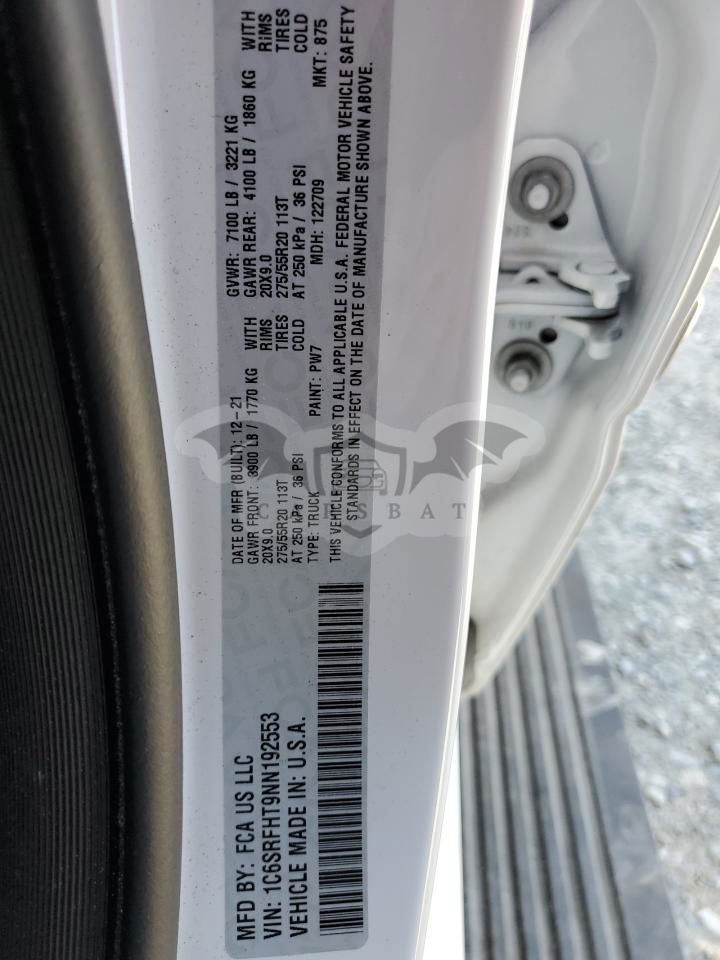 MFD BY: FCA US LLC
DATE OF MFR (BUILT): 12-21
GVWR: 7100 LB / 3221 KG
VIN: 1C6SRFHT9NN192553
GAWR FRONT: 3900 LB / 1770 KG WITH
GAWR REAR: 4100 LB / 1860 KG WITH
VEHICLE MADE IN: U.S.A.
20X9.0 RIMS
20X9.0 RIMS
275/55R20 113T TIRES
275/55R20 113T TIRES
AT 250 kPa / 36 PSI COLD
AT 250 kPa / 36 PSI COLD
TYPE: TRUCK PAINT: PW7 MDH: 122709 MKT: 875
THIS VEHICLE CONFORMS TO ALL APPLICABLE U.S.A. FEDERAL MOTOR VEHICLE SAFETY
STANDARDS IN EFFECT ON THE DATE OF MANUFACTURE SHOWN ABOVE.